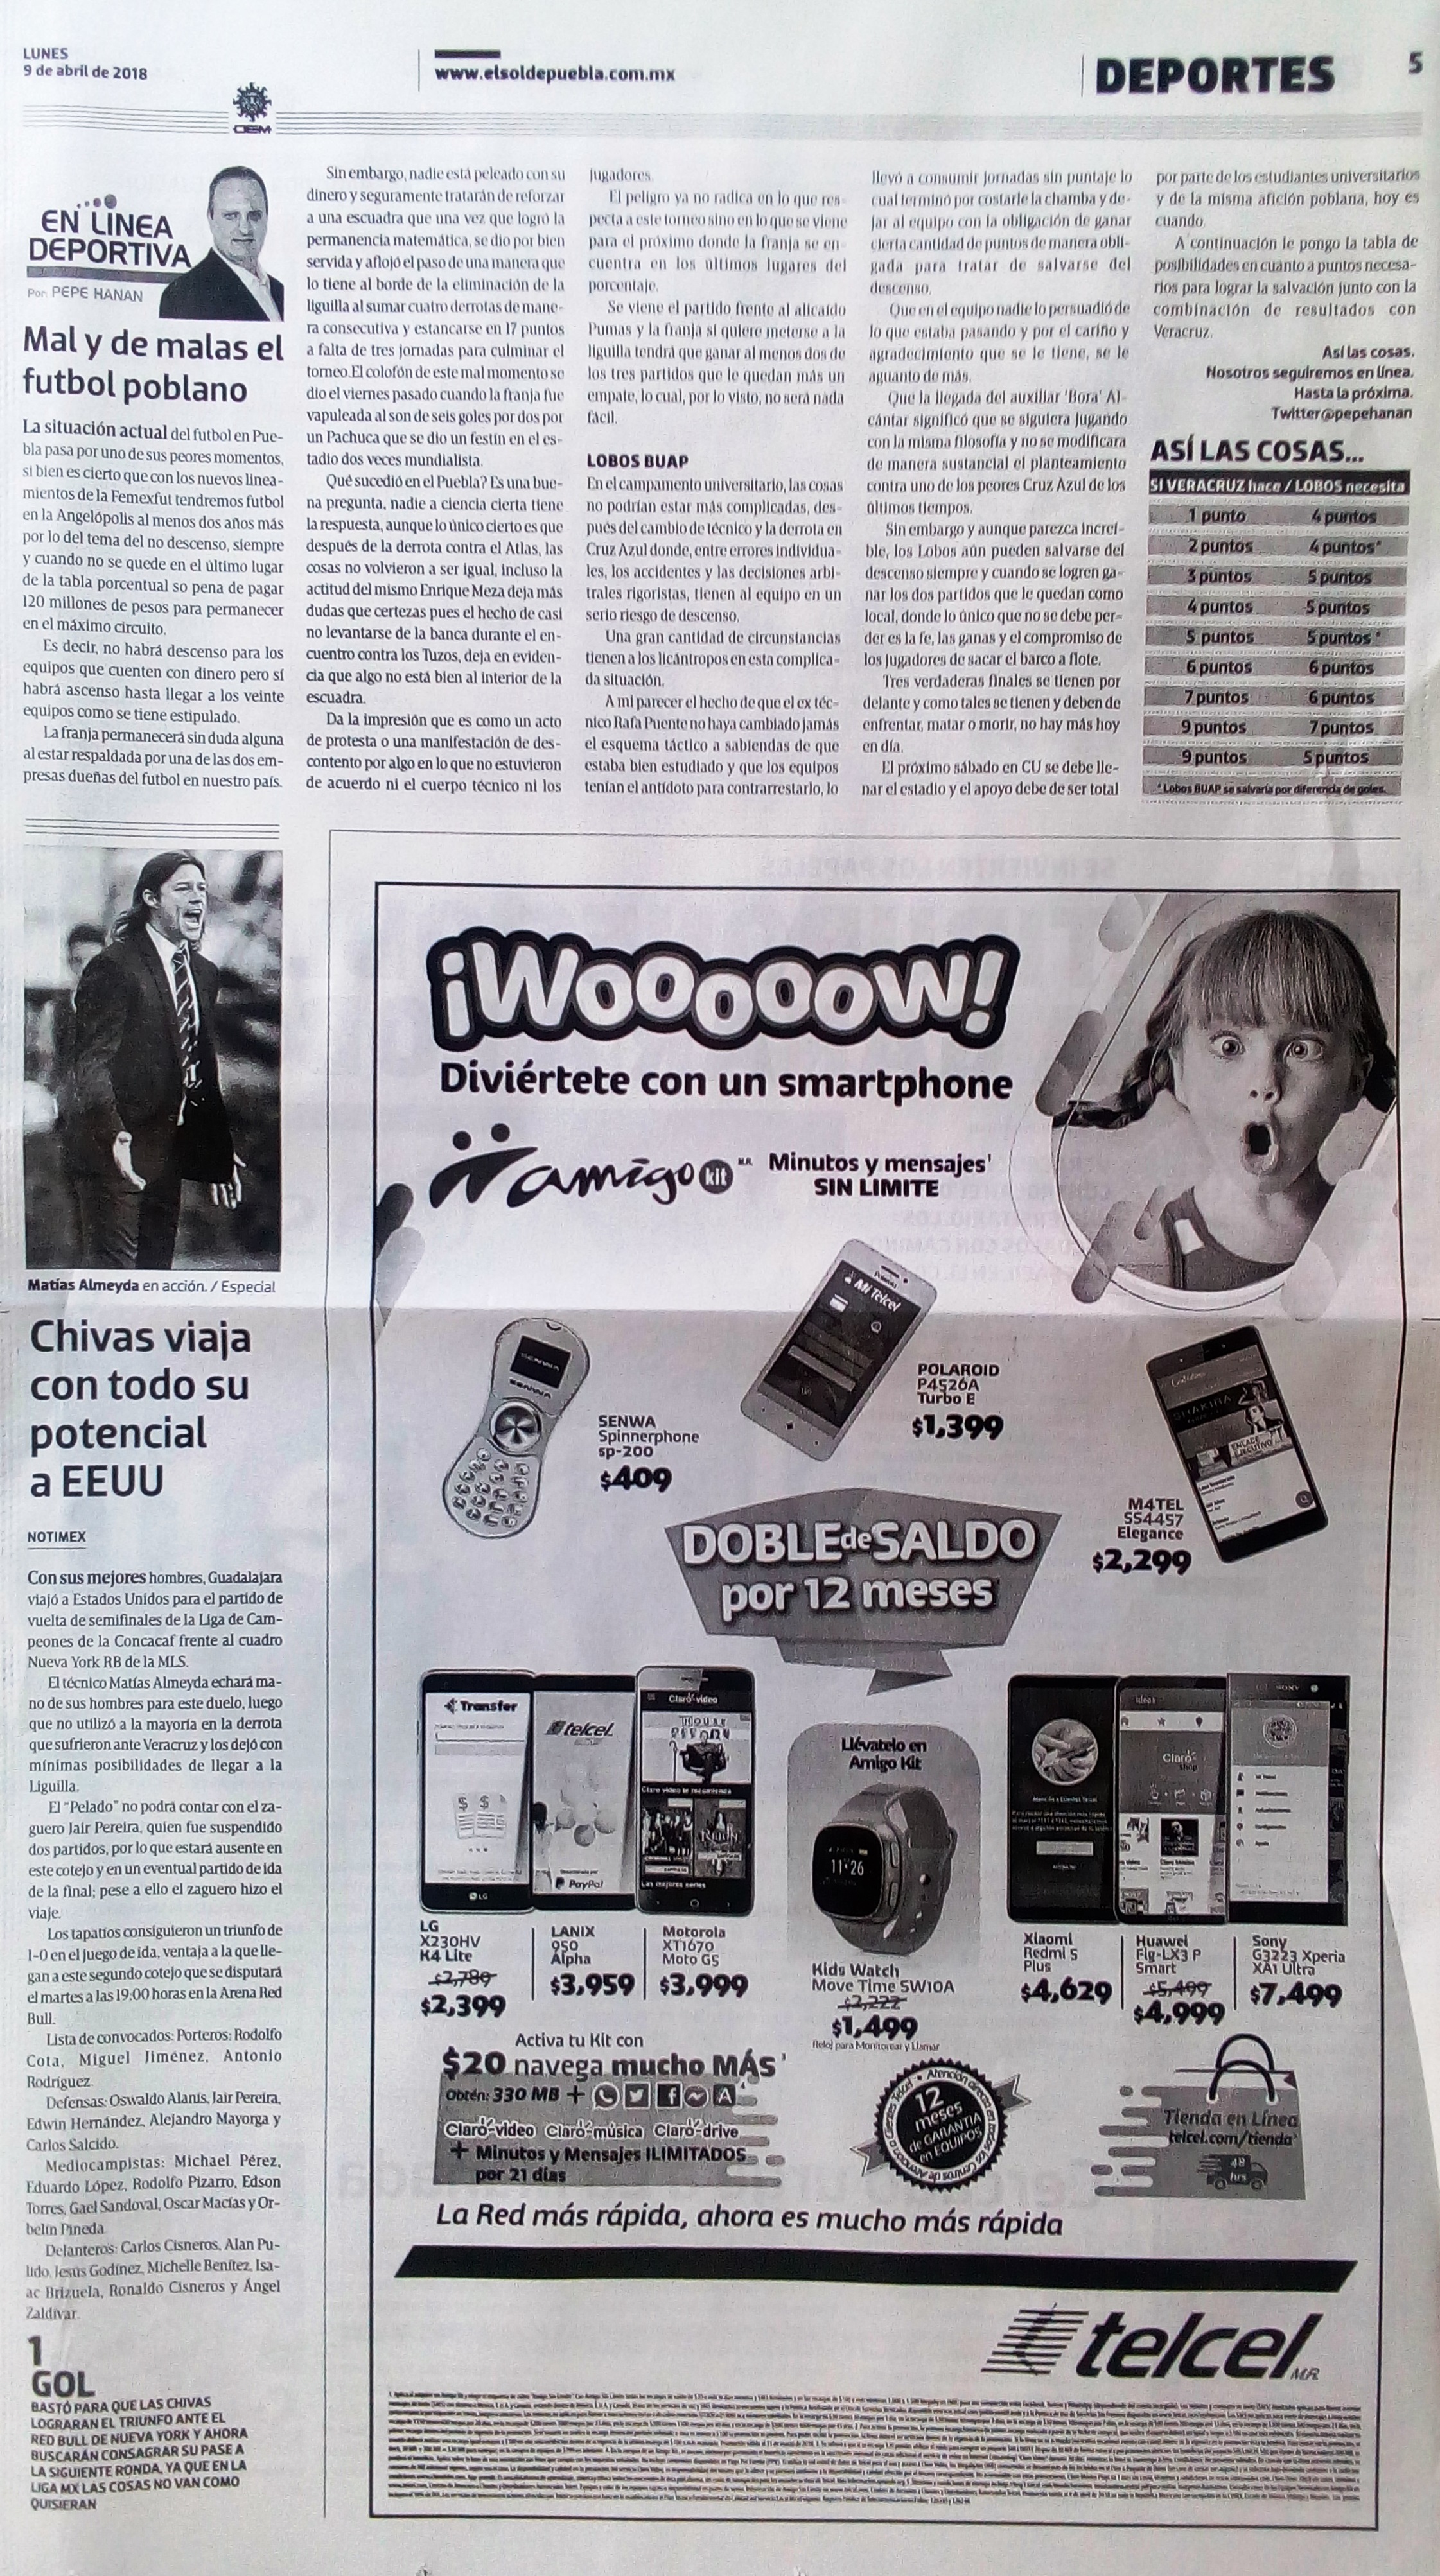 LUNES
9 de abril de 2018
www.elsoldepuebla.com.mx
DEPORTES
5
OEM
EN LÍNEA
DEPORTIVA
Por: PEPE HANAN
Mal y de malas el
futbol poblano
La situación actual del futbol en Pue-
bla pasa por uno de sus peores momentos,
si bien es cierto que con los nuevos linea-
mientos de la Femexfut tendremos futbol
en la Angelópolis al menos dos años más
por lo del tema del no descenso, siempre
y cuando no se quede en el último lugar
de la tabla porcentual so pena de pagar
120 millones de pesos para permanecer
en el máximo circuito.
Es decir, no habrá descenso para los
equipos que cuenten con dinero pero sí
habrá ascenso hasta llegar a los veinte
equipos como se tiene estipulado.
La franja permanecerá sin duda alguna
al estar respaldada por una de las dos em-
presas dueñas del futbol en nuestro país.
Sin embargo, nadie está peleado con su
dinero y seguramente tratarán de reforzar
a una escuadra que una vez que logró la
permanencia matemática, se dio por bien
servida y aflojó el paso de una manera que
lo tiene al borde de la eliminación de la
liguilla al sumar cuatro derrotas de mane-
ra consecutiva y estancarse en 17 puntos
a falta de tres jornadas para culminar el
torneo.El colofón de este mal momento se
dio el viernes pasado cuando la franja fue
vapuleada al son de seis goles por dos por
un Pachuca que se dio un festín en el es-
tadio dos veces mundialista.
Qué sucedió en el Puebla? Es una bue-
na pregunta, nadie a ciencia cierta tiene
la respuesta, aunque lo único cierto es que
después de la derrota contra el Atlas, las
cosas no volvieron a ser igual, incluso la
actitud del mismo Enrique Meza deja más
dudas que certezas pues el hecho de casi
no levantarse de la banca durante el en-
cuentro contra los Tuzos, deja en eviden-
cia que algo no está bien al interior de la
escuadra.
Da la impresión que es como un acto
de protesta o una manifestación de des-
contento por algo en lo que no estuvieron
de acuerdo ni el cuerpo técnico ni los
jugadores.
El peligro ya no radica en lo que res-
pecta a este torneo sino en lo que se viene
para el próximo donde la franja se en-
cuentra en los últimos lugares del
porcentaje.
Se viene el partido frente al alicaído
Pumas y la franja si quiere meterse a la
liguilla tendrá que ganar al menos dos de
los tres partidos que le quedan más un
empate, lo cual, por lo visto, no será nada
fácil.
LOBOS BUAP
En el campamento universitario, las cosas
no podrían estar más complicadas, des-
pués del cambio de técnico y la derrota en
Cruz Azul donde, entre errores individua-
les, los accidentes y las decisiones arbi-
trales rigoristas, tienen al equipo en un
serio riesgo de descenso.
Una gran cantidad de circunstancias
tienen a los licántropos en esta complica-
da situación.
A mi parecer el hecho de que el ex téc-
nico Rafa Puente no haya cambiado jamás
el esquema táctico a sabiendas de que
estaba bien estudiado y que los equipos
tenían el antídoto para contrarrestarlo, lo
llevó a consumir jornadas sin puntaje lo
cual terminó por costarle la chamba y de-
jar al equipo con la obligación de ganar
cierta cantidad de puntos de manera obli-
gada para tratar de salvarse del
descenso.
Que en el equipo nadie lo persuadió de
lo que estaba pasando y por el cariño y
agradecimiento que se le tiene, se le
aguanto de más.
Que la llegada del auxiliar 'Bora' Al-
cántar significó que se siguiera jugando
con la misma filosofía y no se modificara
de manera sustancial el planteamiento
contra uno de los peores Cruz Azul de los
últimos tiempos.
Sin embargo y aunque parezca increí-
ble, los Lobos aún pueden salvarse del
descenso siempre y cuando se logren ga-
nar los dos partidos que le quedan como
local, donde lo único que no se debe per-
der es la fe, las ganas y el compromiso de
los jugadores de sacar el barco a flote.
Tres verdaderas finales se tienen por
delante y como tales se tienen y deben de
enfrentar, matar o morir, no hay más hoy
en día.
El próximo sábado en CU se debe lle-
nar el estadio y el apoyo debe de ser total
por parte de los estudiantes universitarios
y de la misma afición poblana, hoy es
cuando.
A continuación le pongo la tabla de
posibilidades en cuanto a puntos necesa-
rios para lograr la salvación junto con la
combinación de resultados con
Veracruz.
Así las cosas.
Nosotros seguiremos en línea.
Hasta la próxima.
Twitter@pepehanan
ASÍ LAS COSAS...
SI VERACRUZ hace / LOBOS necesita
1 punto 4 puntos
2 puntos 4 puntos*
3 puntos 5 puntos
4 puntos 5 puntos
5 puntos 5 puntos *
6 puntos 6 puntos
7 puntos 6 puntos
9 puntos 7 puntos
9 puntos 5 puntos
* Lobos BUAP se salvaría por diferencia de goles.
Matías Almeyda en acción. / Especial
Chivas viaja
con todo su
potencial
a EEUU
NOTIMEX
Con sus mejores hombres, Guadalajara
viajó a Estados Unidos para el partido de
vuelta de semifinales de la Liga de Cam-
peones de la Concacaf frente al cuadro
Nueva York RB de la MLS.
El técnico Matías Almeyda echará ma-
no de sus hombres para este duelo, luego
que no utilizó a la mayoría en la derrota
que sufrieron ante Veracruz y los dejó con
mínimas posibilidades de llegar a la
Liguilla.
El "Pelado" no podrá contar con el za-
guero Jair Pereira, quien fue suspendido
dos partidos, por lo que estará ausente en
este cotejo y en un eventual partido de ida
de la final; pese a ello el zaguero hizo el
viaje.
Los tapatíos consiguieron un triunfo de
1-0 en el juego de ida, ventaja a la que lle-
gan a este segundo cotejo que se disputará
el martes a las 19:00 horas en la Arena Red
Bull.
Lista de convocados: Porteros: Rodolfo
Cota, Miguel Jiménez, Antonio
Rodríguez.
Defensas: Oswaldo Alanís, Jair Pereira,
Edwin Hernández, Alejandro Mayorga y
Carlos Salcido.
Mediocampistas: Michael Pérez,
Eduardo López, Rodolfo Pizarro, Edson
Torres, Gael Sandoval, Oscar Macías y Or-
belín Pineda.
Delanteros: Carlos Cisneros, Alan Pu-
lido, Jesús Godínez, Michelle Benítez, Isa-
ac Brizuela, Ronaldo Cisneros y Ángel
Zaldívar.
1
GOL
BASTÓ PARA QUE LAS CHIVAS
LOGRARAN EL TRIUNFO ANTE EL
RED BULL DE NUEVA YORK Y AHORA
BUSCARÁN CONSAGRAR SU PASE A
LA SIGUIENTE RONDA, YA QUE EN LA
LIGA MX LAS COSAS NO VAN COMO
QUISIERAN
¡WOOOOOOW!
Diviértete con un smartphone
amigo kit M.R.
Minutos y mensajes¹
SIN LIMITE
Mi Telcel
SENWA
SENWA
Spinnerphone
sp-200
$409
POLAROID
P4526A
Turbo E
$1,399
SHAKIRA
M4TEL
SS4457
Elegance
$2,299
DOBLE de SALDO
por 12 meses
Transfer
LG
telcel
PayPal
Claro-video
Llévatelo en
Amigo Kit
11:26
Claro-
shop
SONY
LG
X230HV
K4 Lite
$2,789
$2,399
LANIX
950
Alpha
$3,959
Motorola
XT1670
Moto G5
$3,999
Kids Watch
Move Time SW10A
$2,222
$1,499
Reloj para Monitorear y Llamar
Xiaomi
Redmi 5
Plus
$4,629
Huawei
Fig-LX3 P
Smart
$5,499
$4,999
Sony
G3223 Xperia
XA1 Ultra
$7,499
Activa tu Kit con
$20 navega mucho MÁS¹
Obtén: 330 MB +
Claro-video Claro-música Claro-drive
+ Minutos y Mensajes ILIMITADOS
por 21 días
12
meses
de GARANTÍA
en EQUIPOS
Atención directa en todos los Centros de Atención a Clientes Telcel
Tienda en Línea
telcel.com/tienda
48
hrs
La Red más rápida, ahora es mucho más rápida
telcel M.R.